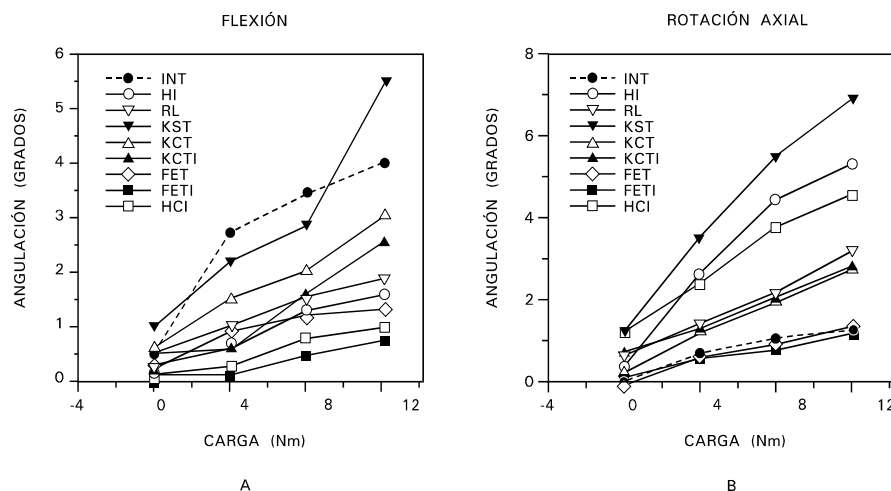 FLEXIÓN
ANGULACIÓN (GRADOS)
6
5
4
3
2
1
0
INT
HI
RL
KST
KCT
KCTI
FET
FETI
HCI
-4
0
4
8
12
CARGA (Nm)
A
ROTACIÓN AXIAL
ANGULACIÓN (GRADOS)
8
6
4
2
0
INT
HI
RL
KST
KCT
KCTI
FET
FETI
HCI
-4
0
4
8
12
CARGA (Nm)
B